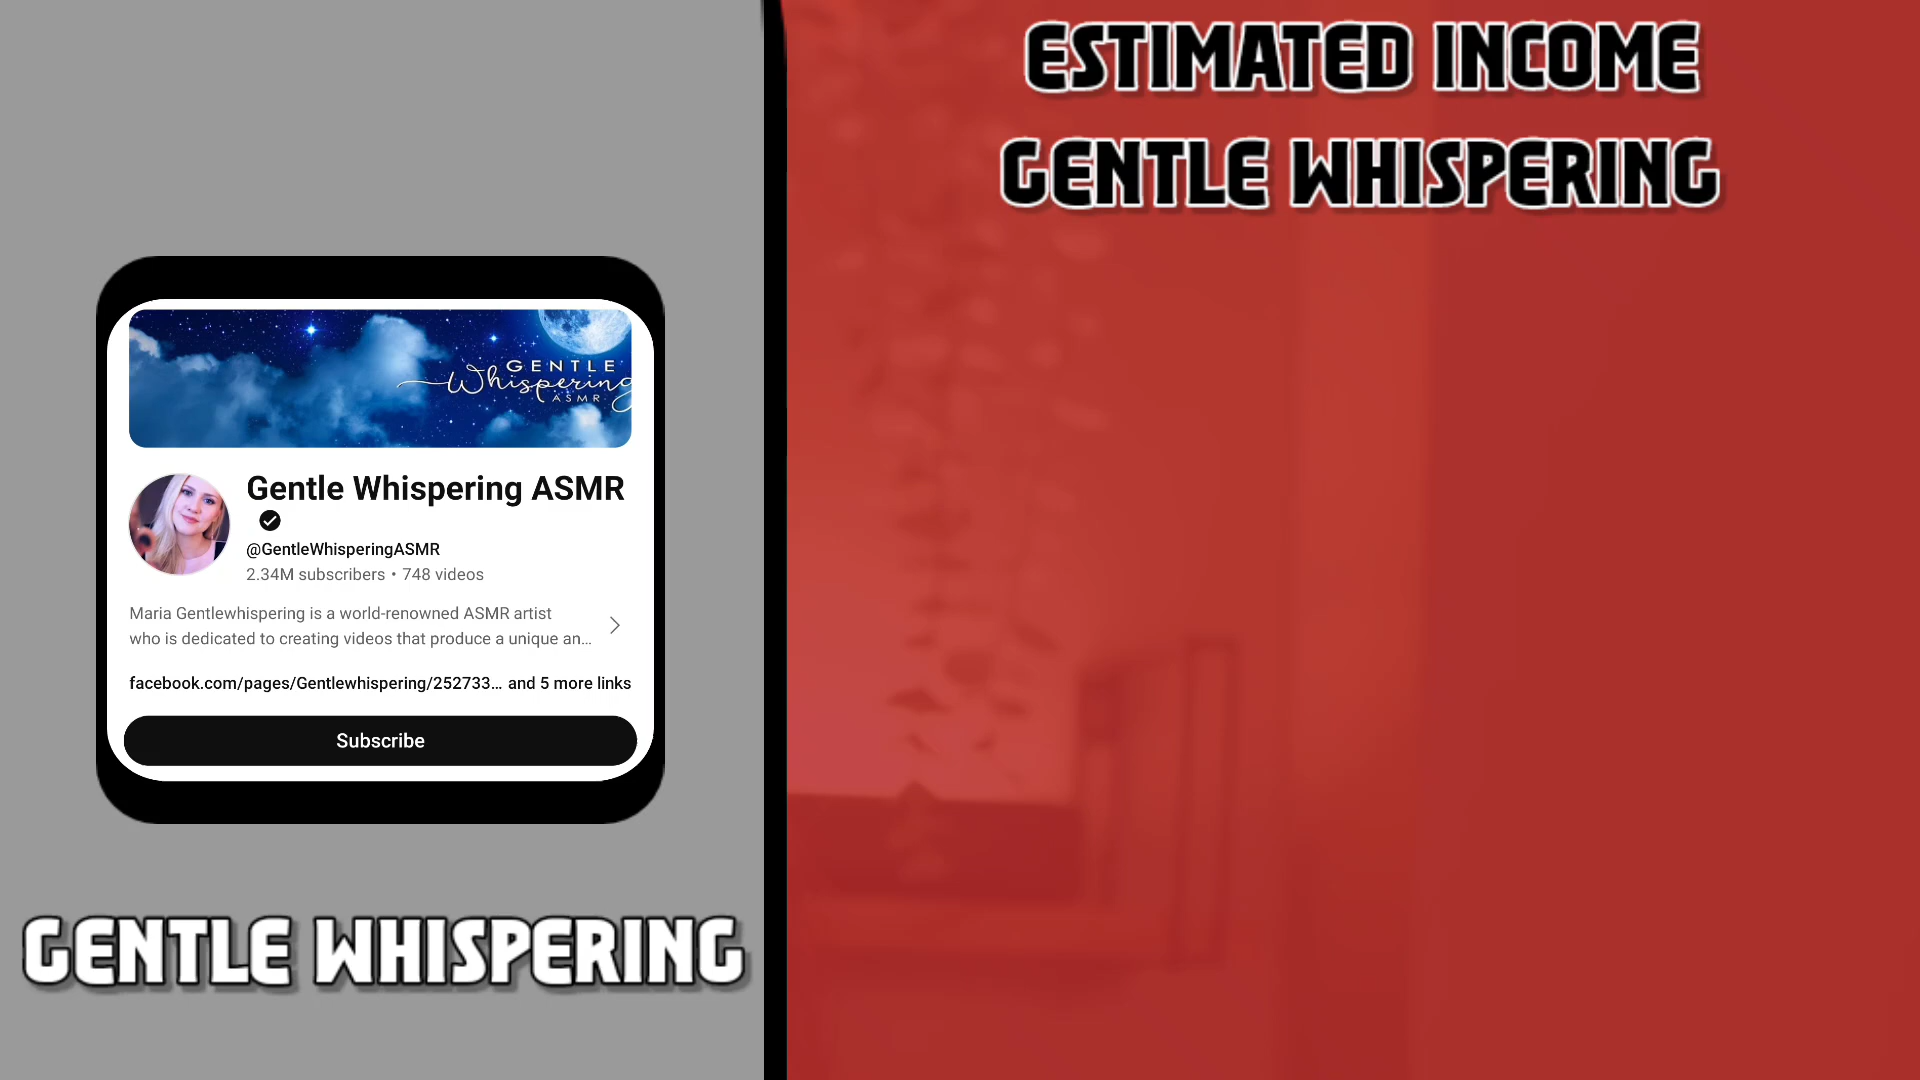 ESTIMATED INCOME
GENTLE WHISPERING
GENTLE
Whispering
ASMR
Gentle Whispering ASMR
@GentleWhisperingASMR
2.34M subscribers • 748 videos
Maria Gentlewhispering is a world-renowned ASMR artist
who is dedicated to creating videos that produce a unique an...
facebook.com/pages/Gentlewhispering/252733... and 5 more links
Subscribe
GENTLE WHISPERING